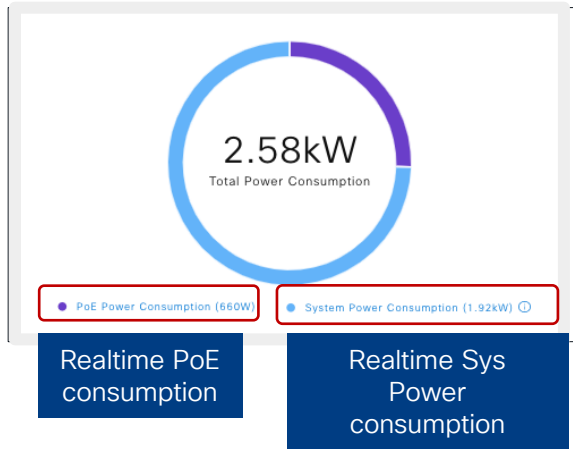 2.58kW
Total Power Consumption
PoE Power Consumption (660W)
System Power Consumption (1.92kW)
Realtime PoE
consumption
Realtime Sys
Power
consumption